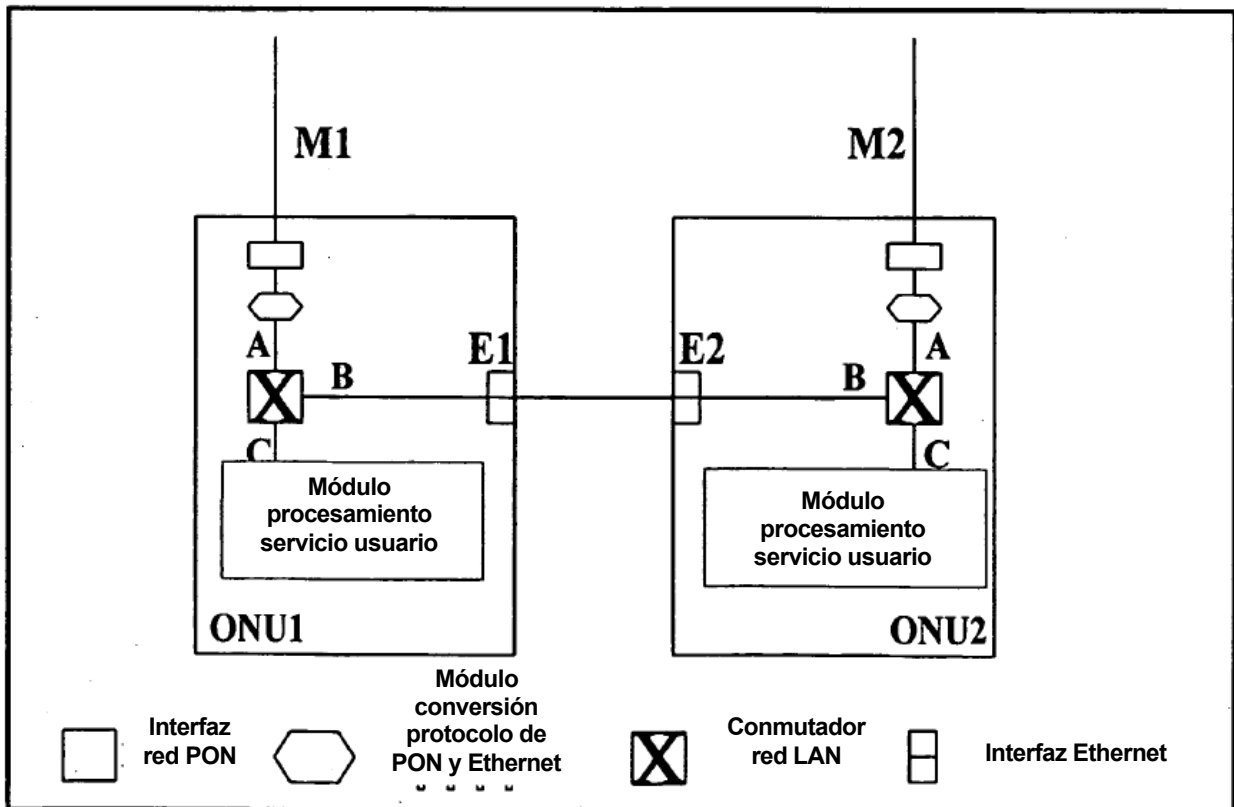 M1
M2
A
A
E1
E2
B
B
C
C
Módulo
procesamiento
servicio usuario
Módulo
procesamiento
servicio usuario
ONU1
ONU2
Interfaz
red PON
Módulo
conversión
protocolo de
PON y Ethernet
Conmutador
red LAN
Interfaz Ethernet